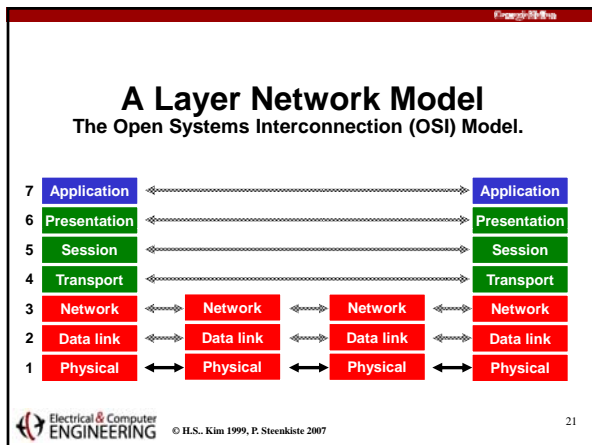 Carnegie Mellon
A Layer Network Model
The Open Systems Interconnection (OSI) Model.
7 Application Application
6 Presentation Presentation
5 Session Session
4 Transport Transport
3 Network Network Network Network
2 Data link Data link Data link Data link
1 Physical Physical Physical Physical
Electrical & Computer
ENGINEERING © H.S.. Kim 1999, P. Steenkiste 2007 21